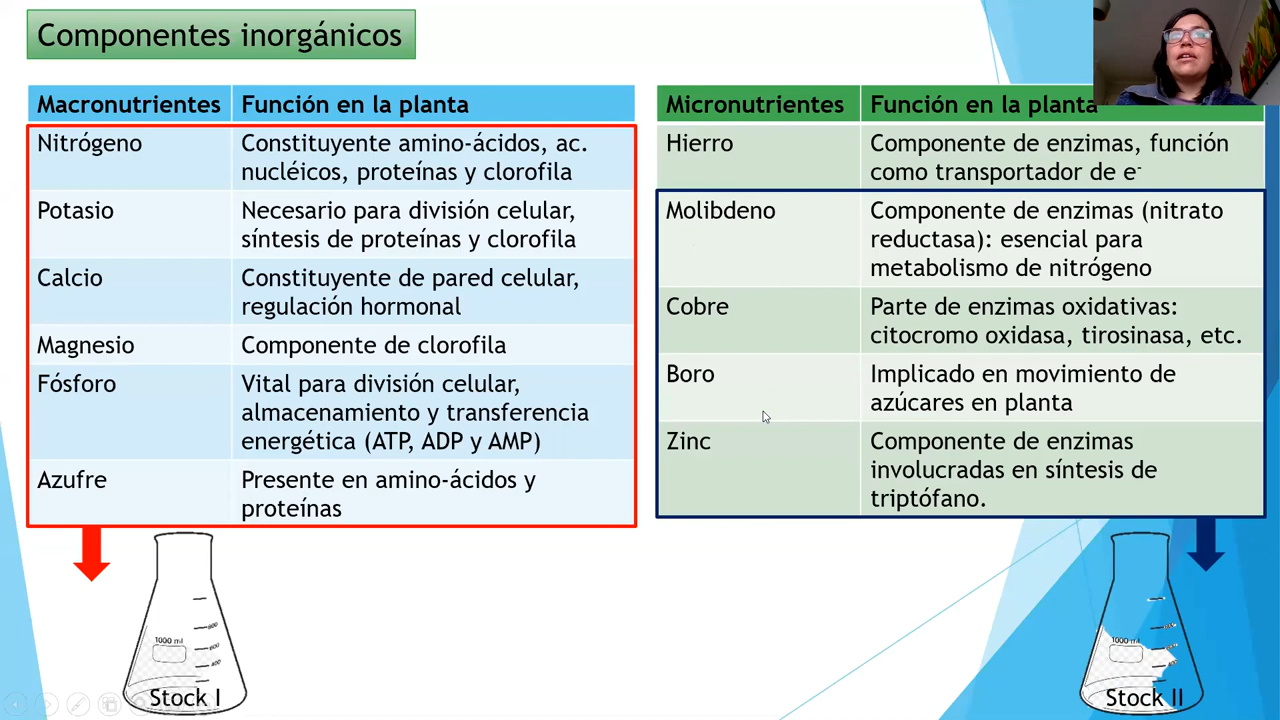 Componentes inorgánicos
Macronutrientes Función en la planta
Nitrógeno Constituyente amino-ácidos, ac.
nucléicos, proteínas y clorofila
Potasio Necesario para división celular,
síntesis de proteínas y clorofila
Calcio Constituyente de pared celular,
regulación hormonal
Magnesio Componente de clorofila
Fósforo Vital para división celular,
almacenamiento y transferencia
energética (ATP, ADP y AMP)
Azufre Presente en amino-ácidos y
proteínas
Micronutrientes Función en la planta
Hierro Componente de enzimas, función
como transportador de e-
Molibdeno Componente de enzimas (nitrato
reductasa): esencial para
metabolismo de nitrógeno
Cobre Parte de enzimas oxidativas:
citocromo oxidasa, tirosinasa, etc.
Boro Implicado en movimiento de
azúcares en planta
Zinc Componente de enzimas
involucradas en síntesis de
triptófano.
1000 ml
Stock I
1000 ml
Stock II